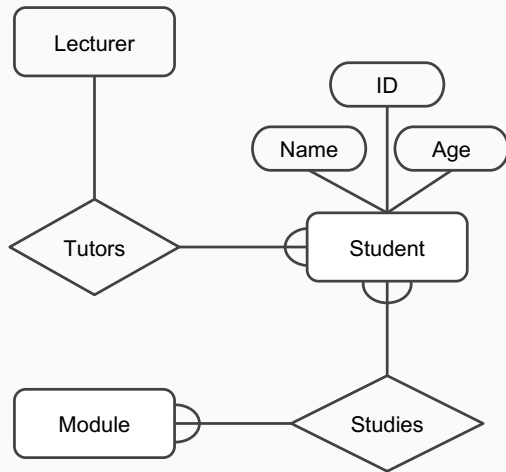 Lecturer
ID
Name
Age
Tutors
Student
Module
Studies